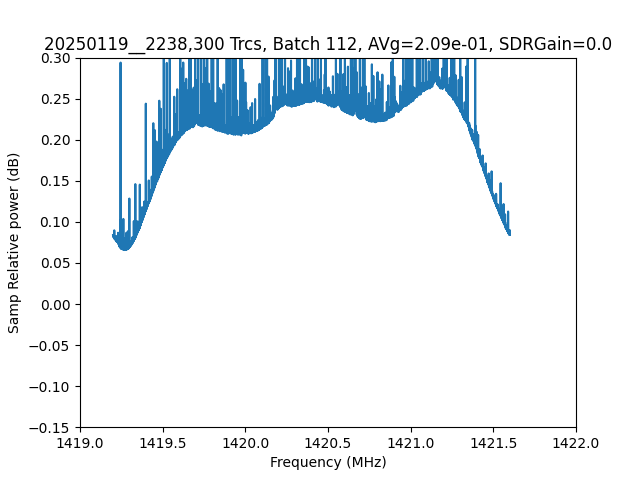 20250119__2238,300 Trcs, Batch 112, AVg=2.09e-01, SDRGain=0.0
0.30
0.25
0.20
0.15
0.10
0.05
0.00
−0.05
−0.10
−0.15
Samp Relative power (dB)
1419.0 1419.5 1420.0 1420.5 1421.0 1421.5 1422.0
Frequency (MHz)